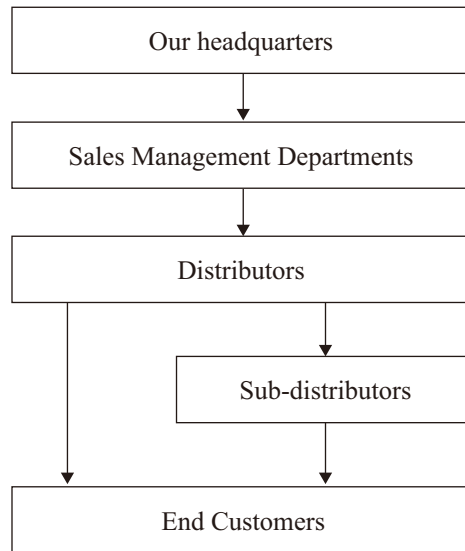 Our headquarters
Sales Management Departments
Distributors
Sub-distributors
End Customers